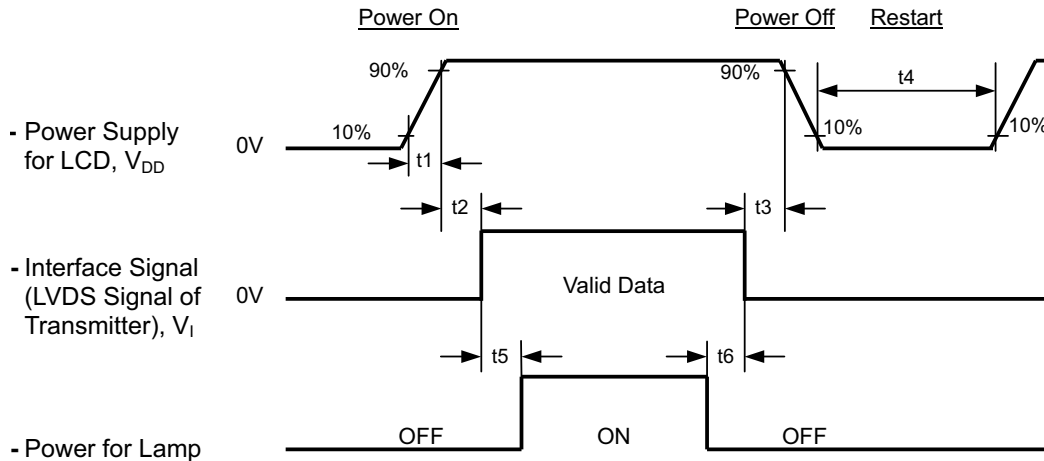 Power On
Power Off
Restart
90%
90%
t4
10%
10%
10%
- Power Supply
for LCD, VDD
0V
t1
t2
t3
- Interface Signal
(LVDS Signal of
Transmitter), VI
0V
Valid Data
t5
t6
- Power for Lamp
OFF
ON
OFF